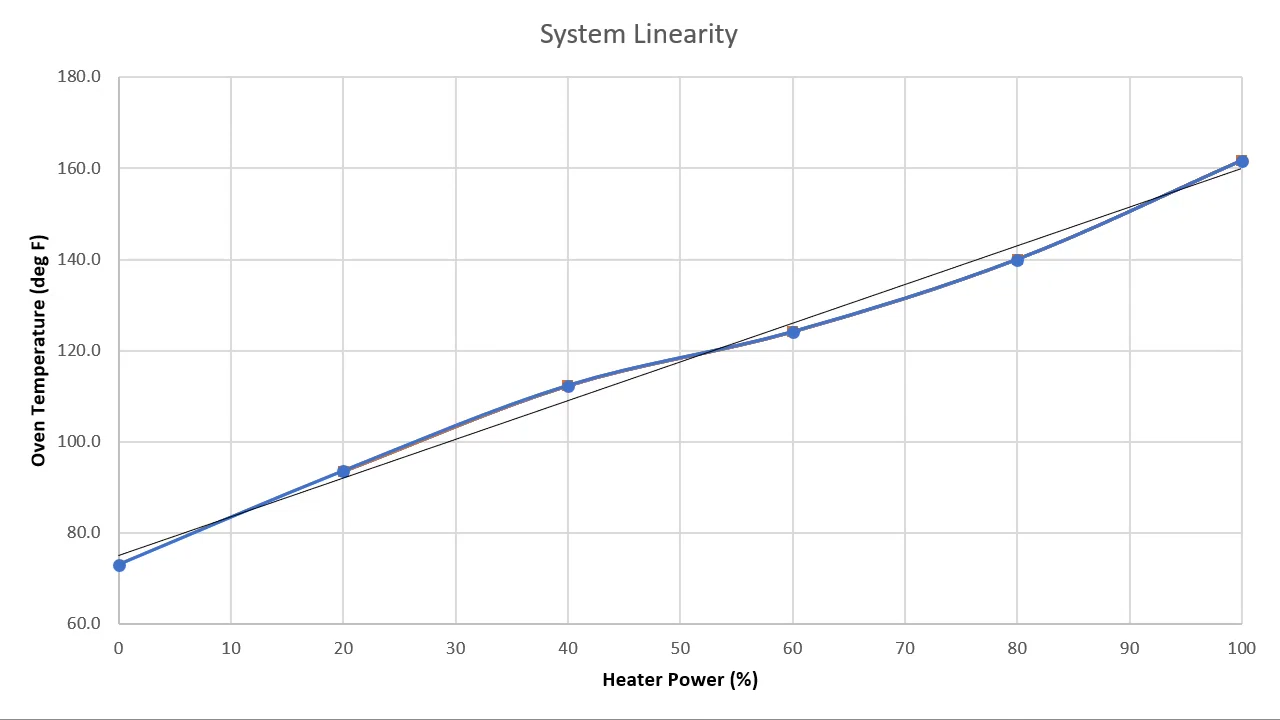 System Linearity
180.0
160.0
140.0
120.0
100.0
80.0
60.0
Oven Temperature (deg F)
0 10 20 30 40 50 60 70 80 90 100
Heater Power (%)